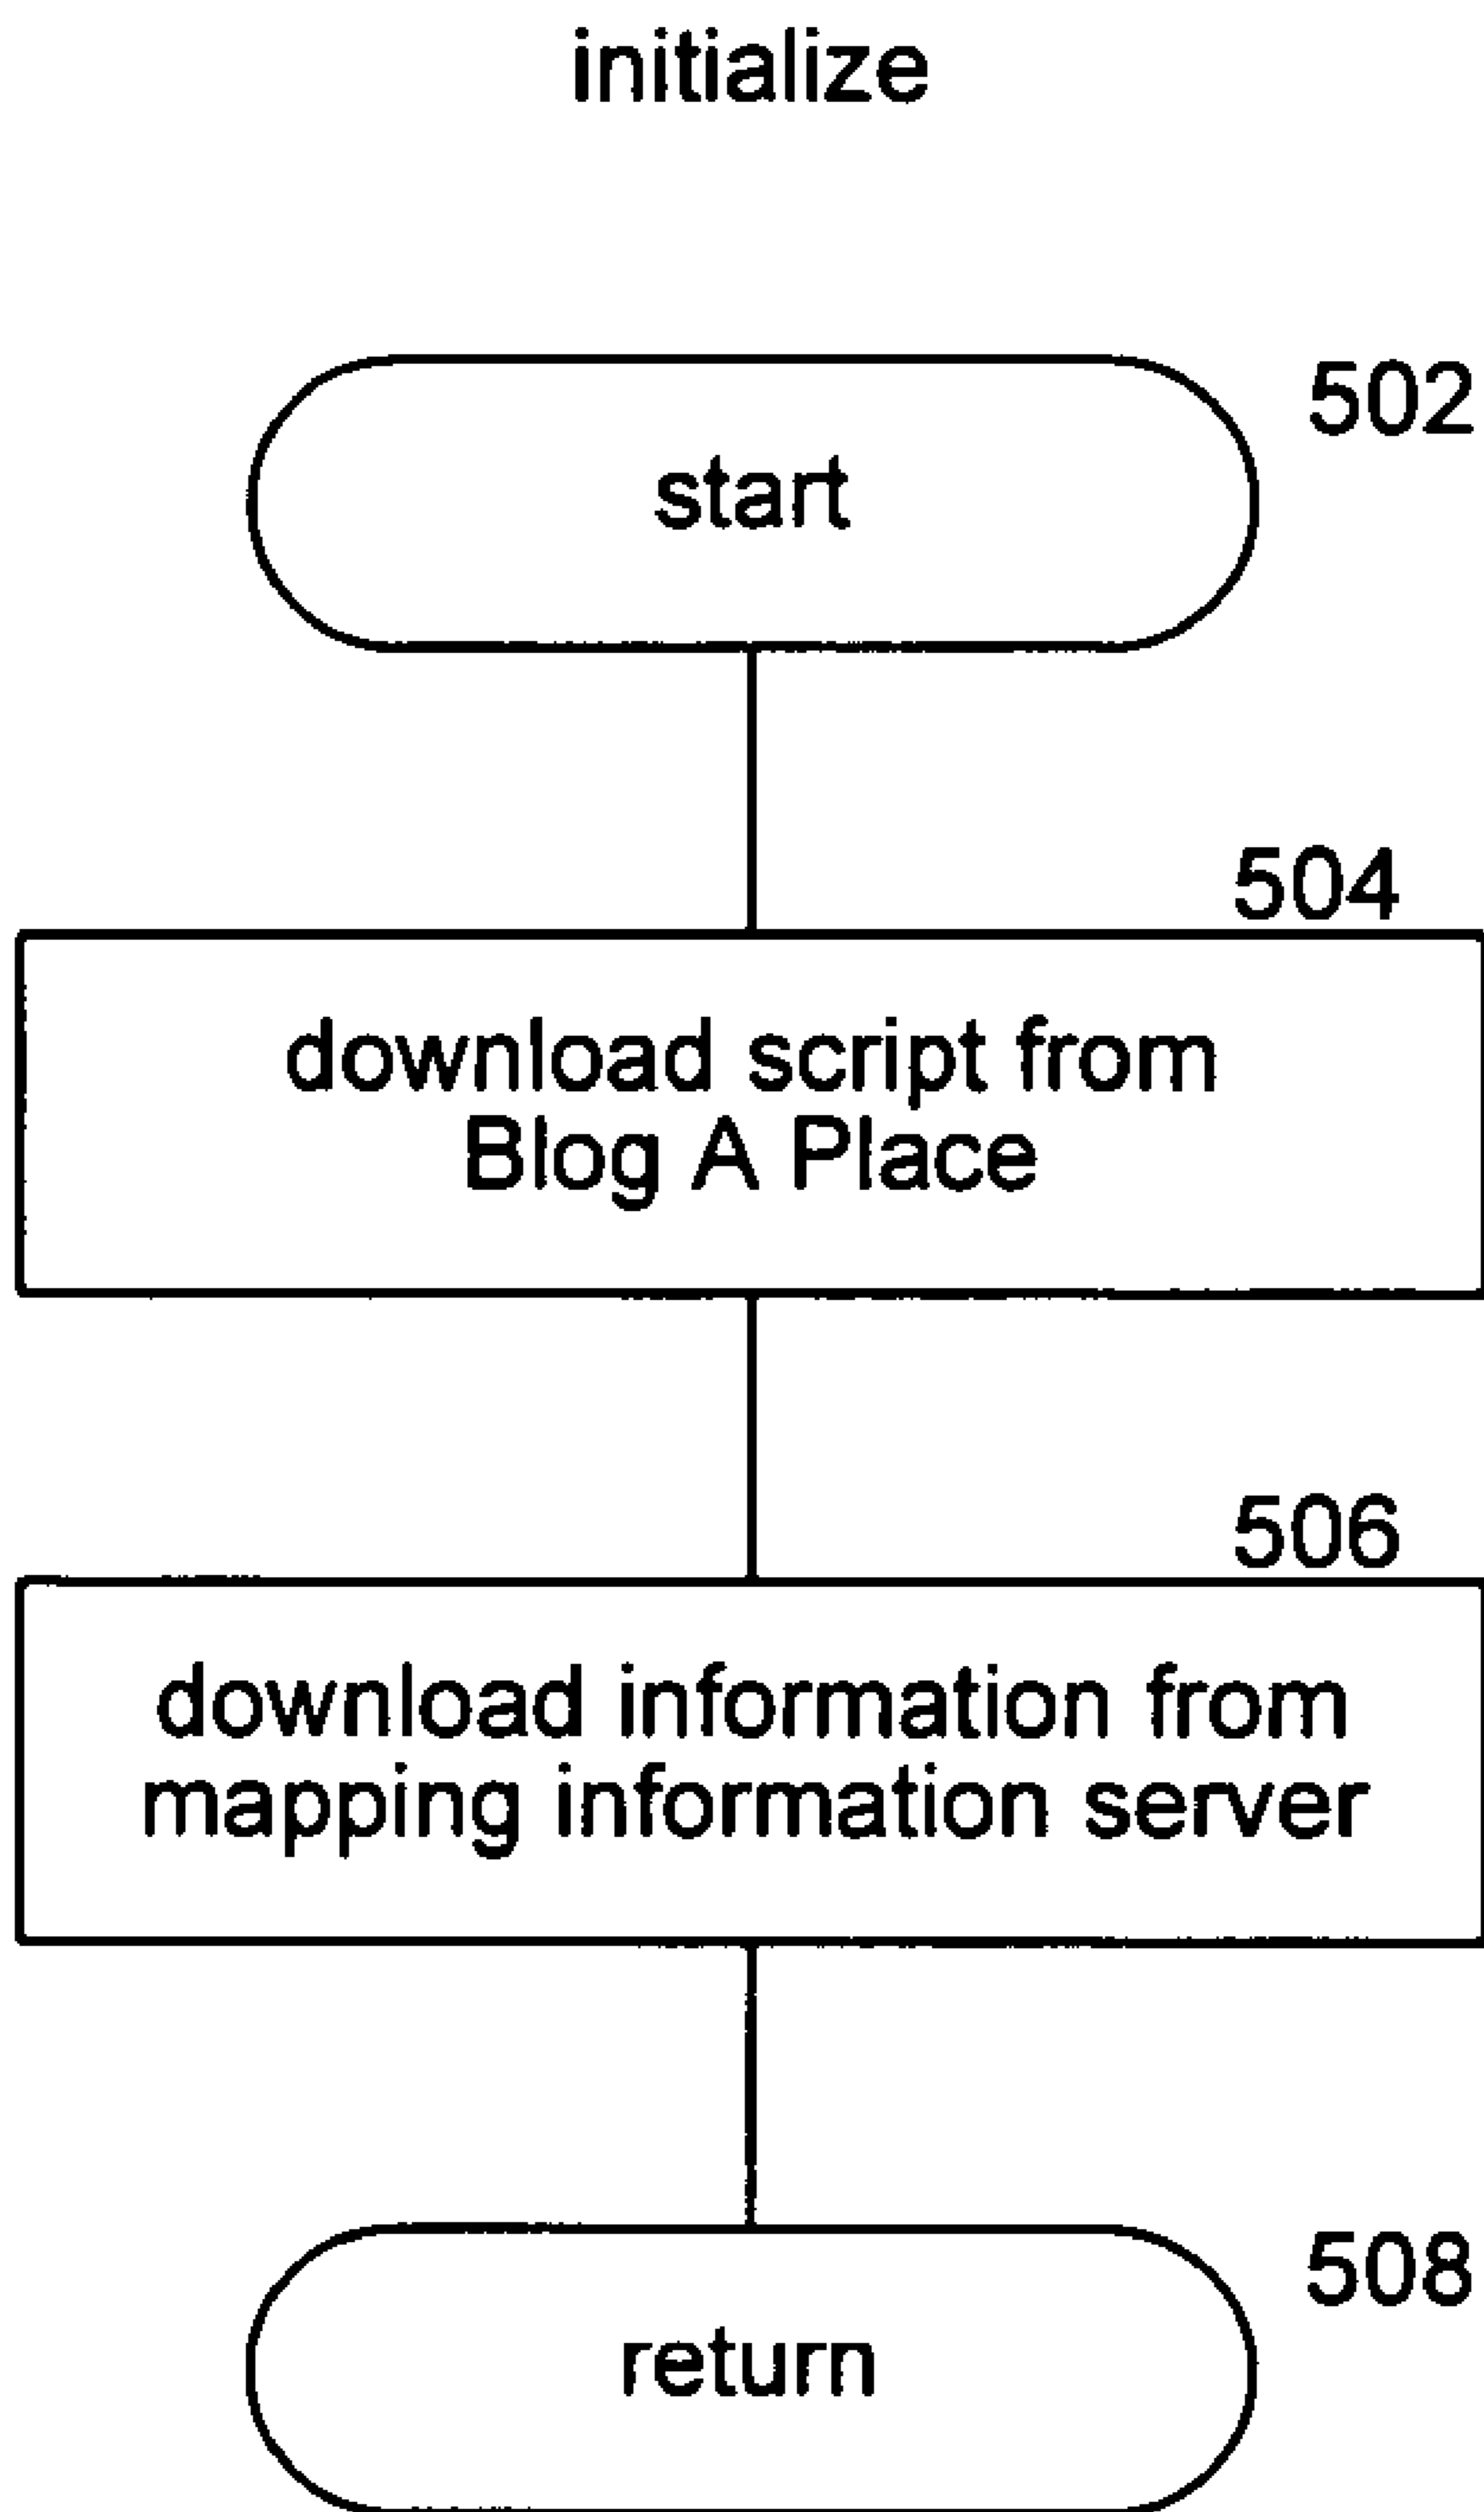 initialize
502
start
504
download script from
Blog A Place
506
download information from
mapping information server
508
return